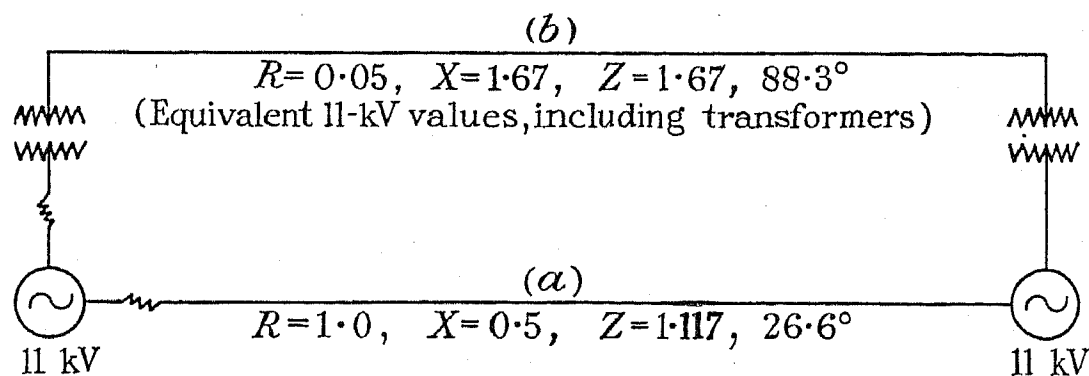 (b)
R=0·05, X=1·67, Z=1·67, 88·3°
(Equivalent 11-kV values, including transformers)
(a)
R=1·0, X=0·5, Z=1·117, 26·6°
11 kV
11 kV